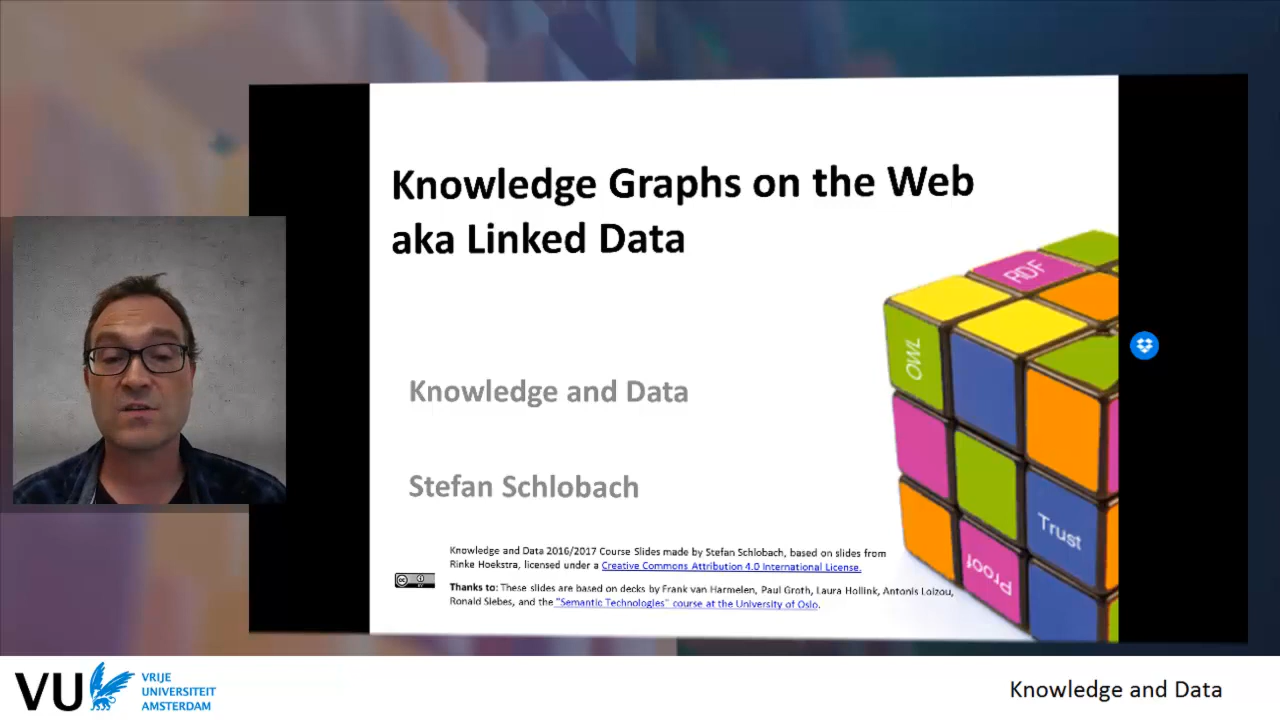 Knowledge Graphs on the Web
aka Linked Data
RDF
OWL
Knowledge and Data
Stefan Schlobach
Trust
Proof
Knowledge and Data 2016/2017 Course Slides made by Stefan Schlobach, based on slides from
Rinke Hoekstra, licensed under a Creative Commons Attribution 4.0 International License.
Thanks to: These slides are based on decks by Frank van Harmelen, Paul Groth, Laura Hollink, Antonis Loizou,
Ronald Siebes, and the "Semantic Technologies" course at the University of Oslo.
VU
VRIJE
UNIVERSITEIT
AMSTERDAM
Knowledge and Data